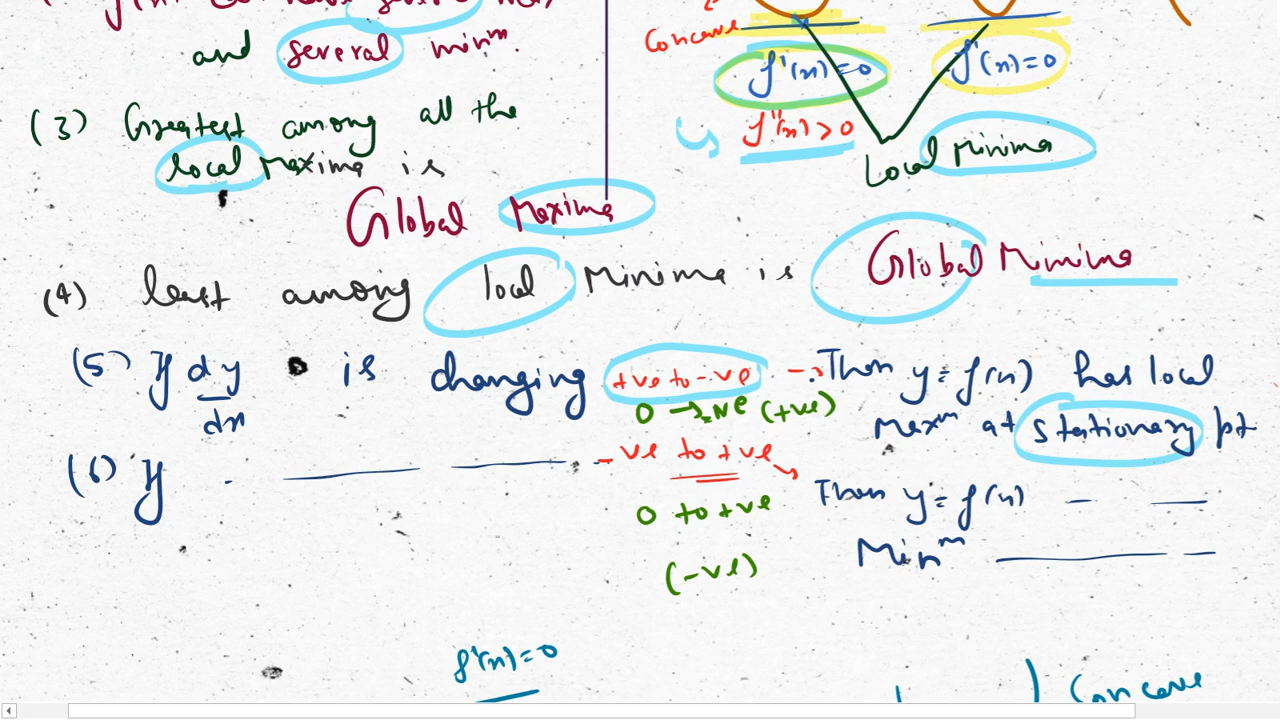 and several minᵐ.
(3) Greatest among all the
local Maxima is
Global Maxima
Concave
f'(x)=0
f'(x)=0
f''(x)>0
Local Minima
(4) least among local Minima is Global Minima
(5) If dy/dx is changing +ve to -ve → Then y=f(x) has local
0 → -ve (+ve)
Maxᵐ at stationary pt
(6) If - —— —— -ve to +ve
0 to +ve
(-ve)
Then y=f(x) — —
Minᵐ —— —
f'(x)=0
Concave